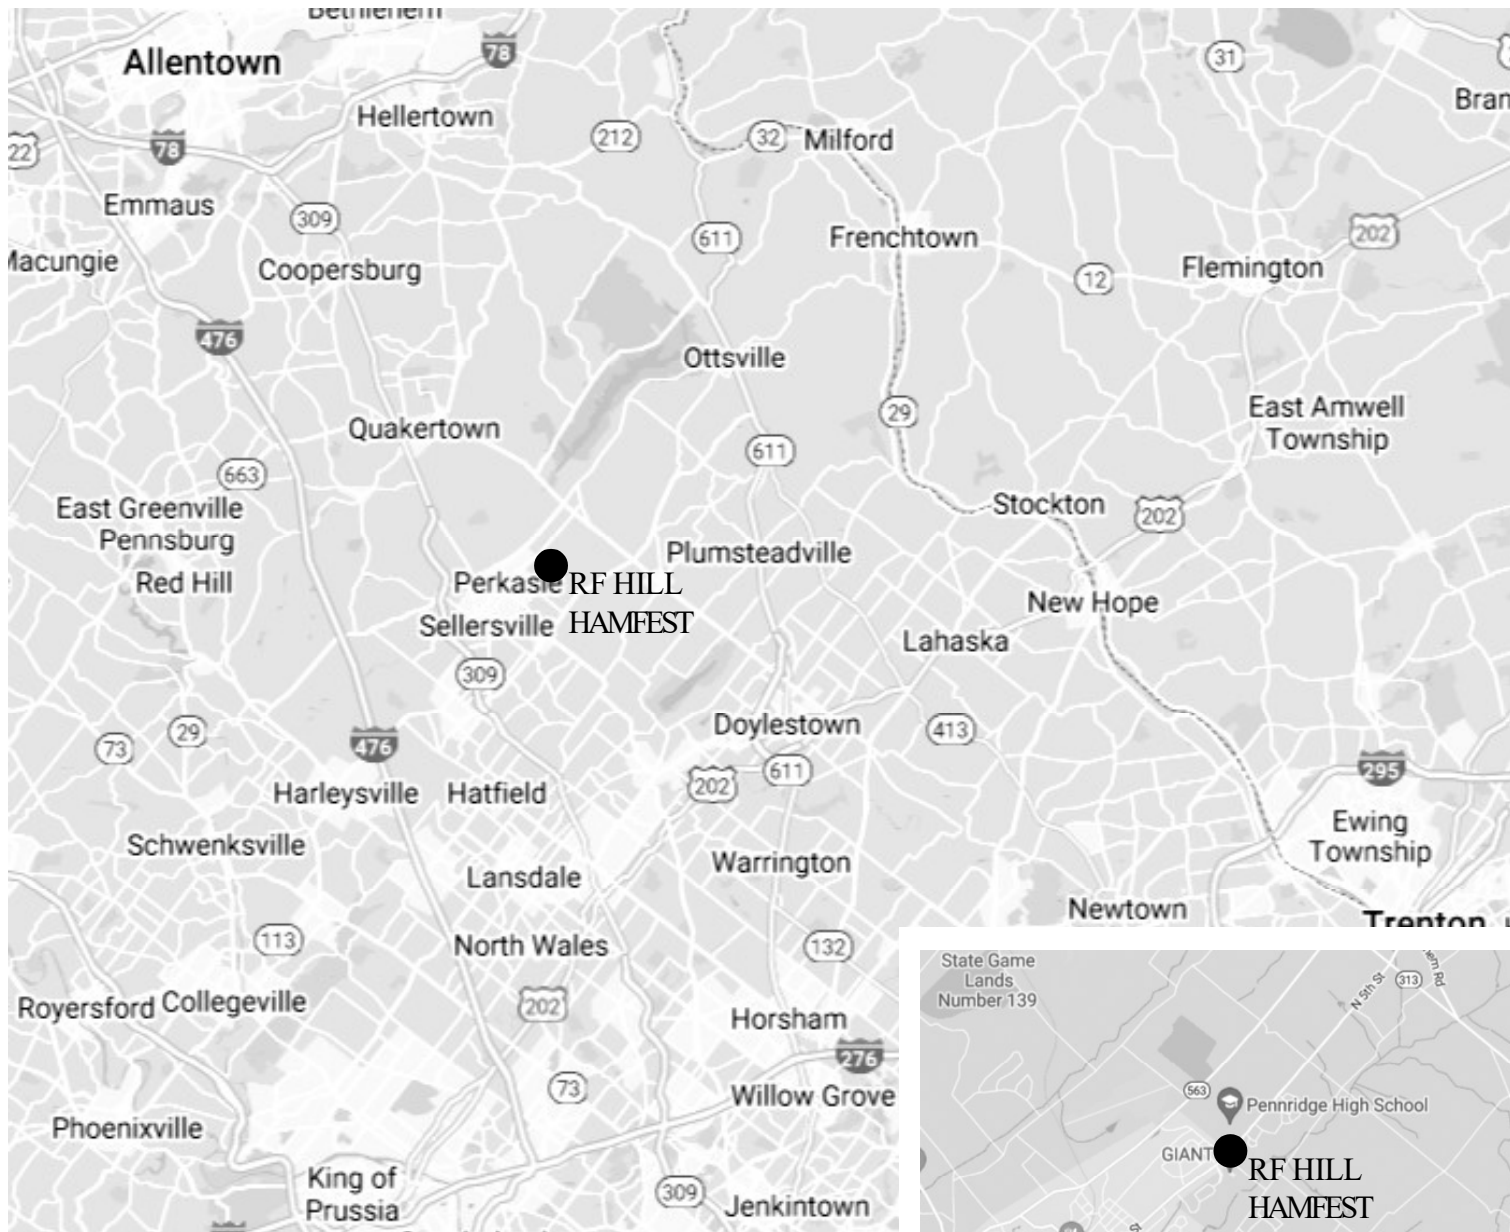 Bethlehem
Allentown
78
31
Hellertown
Bran
212
32
Milford
22
78
Emmaus
309
611
Frenchtown
202
Macungie
Coopersburg
12
Flemington
476
Ottsville
29
East Amwell
Township
Quakertown
611
663
East Greenville
Stockton
202
Pennsburg
Plumsteadville
Red Hill
Perkasie
RF HILL
HAMFEST
New Hope
Sellersville
Lahaska
309
29
Doylestown
413
73
476
202
611
295
Harleysville
Hatfield
Ewing
Township
Schwenksville
Warrington
Lansdale
Newtown
Trenton
113
North Wales
132
Royersford
Collegeville
202
Horsham
276
73
Willow Grove
Phoenixville
King of
Prussia
309
Jenkintown
State Game
Lands
Number 139
N 5th St
313
Rd
563
Pennridge High School
GIANT
RF HILL
HAMFEST